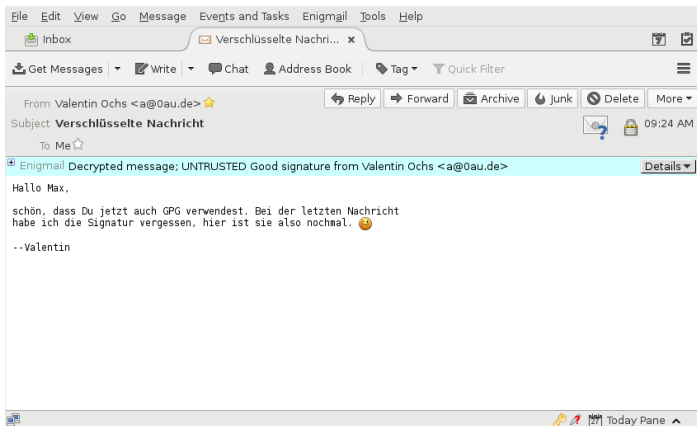 File Edit View Go Message Events and Tasks Enigmail Tools Help
Inbox Verschlüsselte Nachri... x
Get Messages Write Chat Address Book Tag Quick Filter
From Valentin Ochs <a@0au.de> Reply Forward Archive Junk Delete More
Subject Verschlüsselte Nachricht 09:24 AM
To Me
Enigmail Decrypted message; UNTRUSTED Good signature from Valentin Ochs <a@0au.de> Details
Hallo Max,
schön, dass Du jetzt auch GPG verwendest. Bei der letzten Nachricht
habe ich die Signatur vergessen, hier ist sie also nochmal.
--Valentin
27 Today Pane